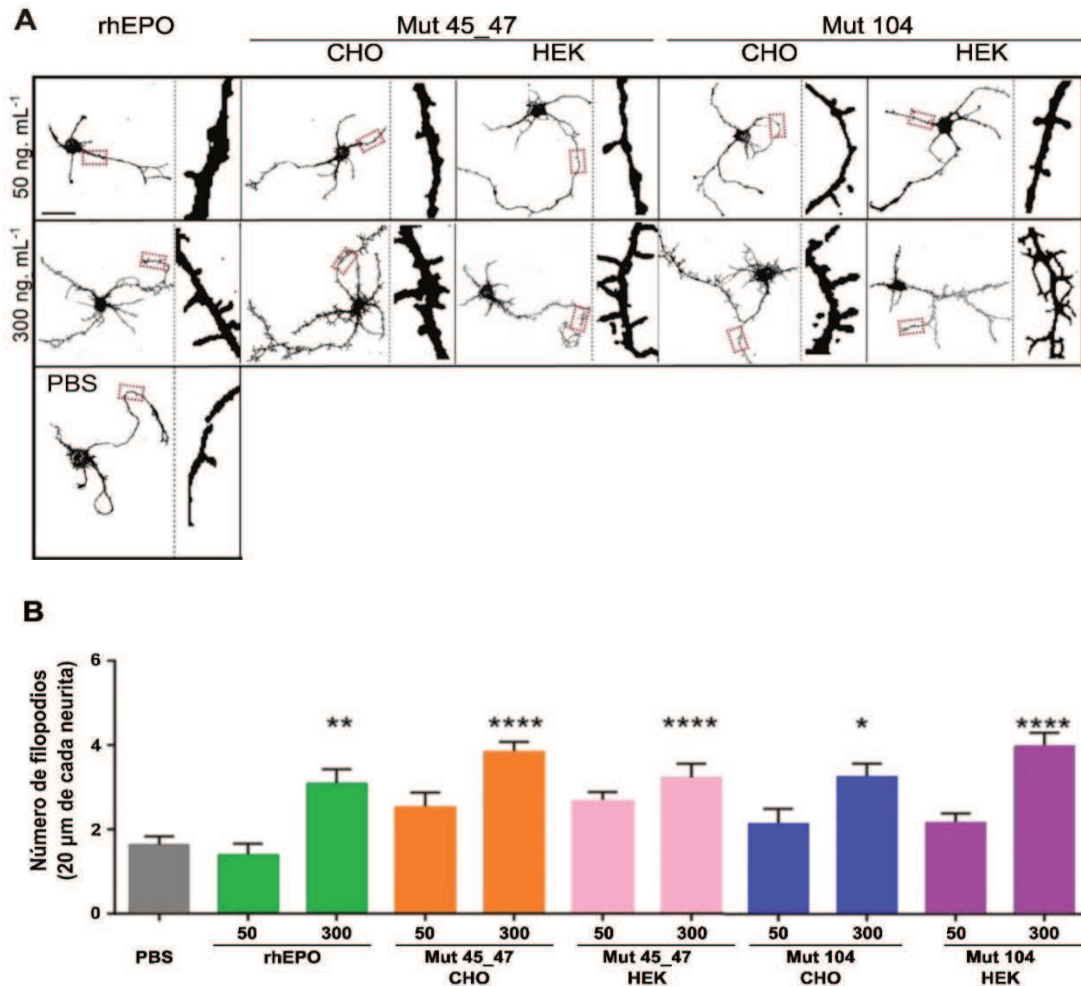 A
rhEPO Mut 45_47 Mut 104
CHO HEK CHO HEK
50 ng. mL-1
300 ng. mL-1
PBS
B
Número de filopodios
(20 µm de cada neurita)
6
4
2
0
** **** **** * ****
50 300 50 300 50 300 50 300 50 300
PBS rhEPO Mut 45_47 Mut 45_47 Mut 104 Mut 104
CHO HEK CHO HEK